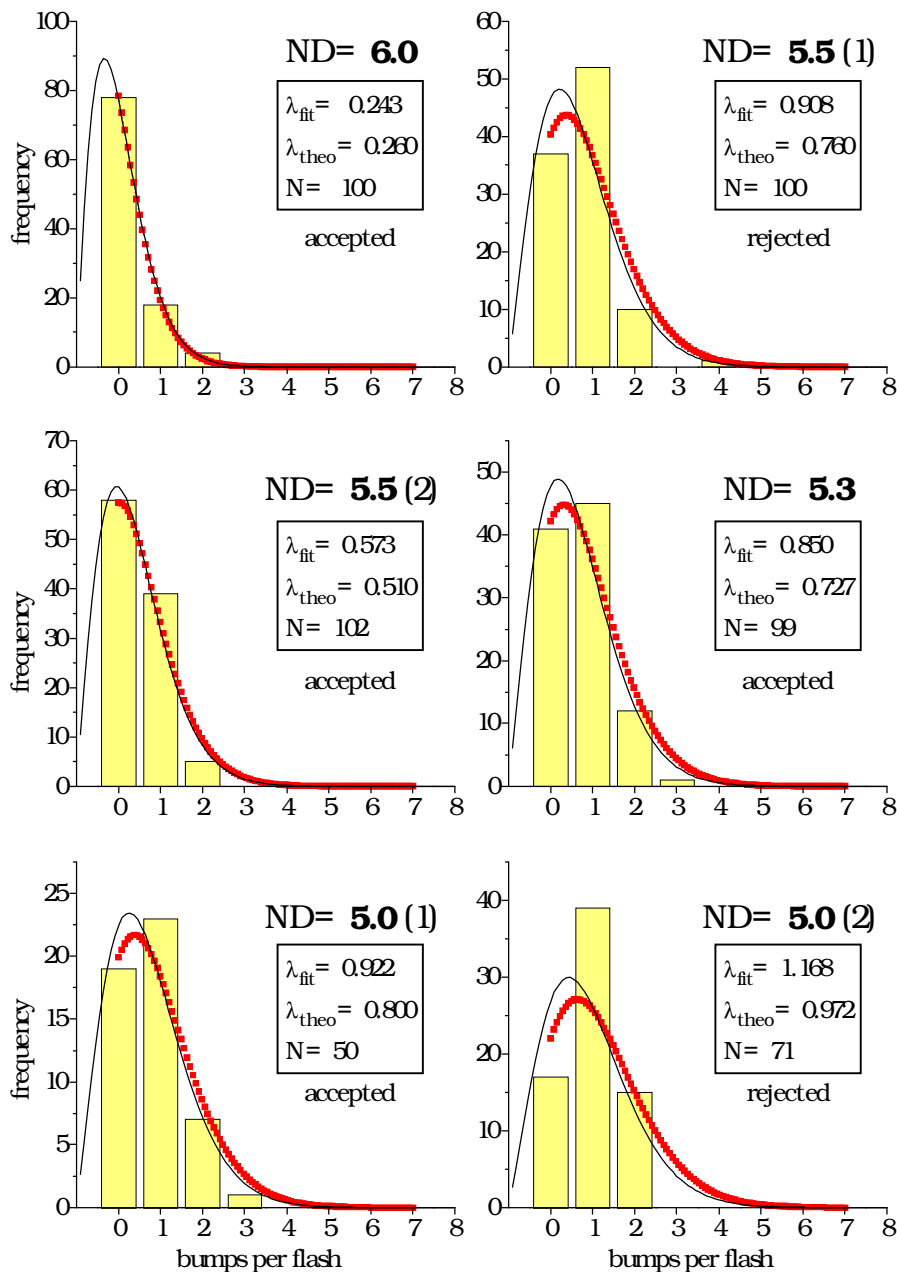 ND= 6.0
λfit= 0.243
λtheo= 0.260
N= 100
accepted
frequency
100
80
60
40
20
0
0 1 2 3 4 5 6 7 8
ND= 5.5 (1)
λfit= 0.908
λtheo= 0.760
N= 100
rejected
60
50
40
30
20
10
0
0 1 2 3 4 5 6 7 8
ND= 5.5 (2)
λfit= 0.573
λtheo= 0.510
N= 102
accepted
frequency
70
60
50
40
30
20
10
0
0 1 2 3 4 5 6 7 8
ND= 5.3
λfit= 0.850
λtheo= 0.727
N= 99
accepted
50
40
30
20
10
0
0 1 2 3 4 5 6 7 8
ND= 5.0 (1)
λfit= 0.922
λtheo= 0.800
N= 50
accepted
frequency
25
20
15
10
5
0
0 1 2 3 4 5 6 7 8
bumps per flash
ND= 5.0 (2)
λfit= 1.168
λtheo= 0.972
N= 71
rejected
40
30
20
10
0
0 1 2 3 4 5 6 7 8
bumps per flash